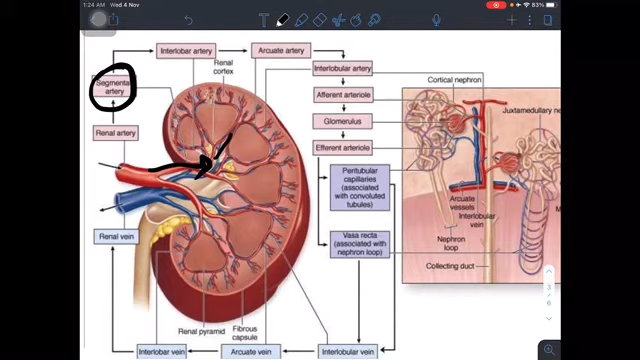 1:24 AM Wed 4 Nov
83%
Interlobar artery
Arcuate artery
Renal
cortex
Interlobular artery
Segmental
artery
Cortical nephron
Afferent arteriole
Juxtamedullary ne
Glomerulus
Renal artery
Efferent arteriole
Peritubular
capillaries
(associated
with convoluted
tubules)
Arcuate
vessels
Interlobular
vein
Renal vein
Vasa recta
(associated with
nephron loop)
Nephron
loop
Collecting duct
3
/
6
Renal pyramid
Fibrous
capsule
Interlobar vein
Arcuate vein
Interlobular vein